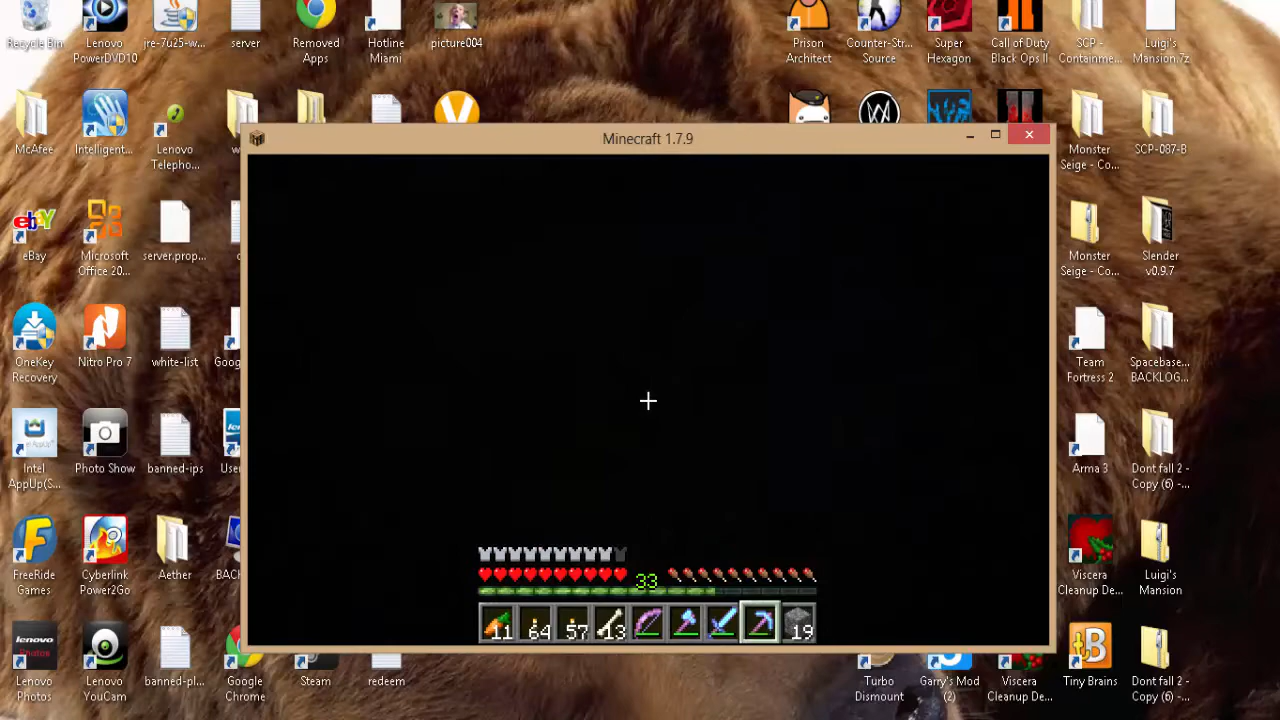 Recycle Bin
Lenovo
PowerDVD10
jre-7u25-w...
server
Removed
Apps
Hotline
Miami
picture004
Prison
Architect
Counter-Str...
Source
Super
Hexagon
Call of Duty
Black Ops II
SCP -
Containme...
Luigi's
Mansion.7z
McAfee
Intelligent...
Lenovo
Telepho...
Minecraft 1.7.9
Monster
Seige - Co...
SCP-087-B
eBay
Microsoft
Office 20...
server.prop...
Monster
Seige - Co...
Slender
v0.9.7
OneKey
Recovery
Nitro Pro 7
white-list
Goog
Team
Fortress 2
Spacebase...
BACKLOG...
Intel
AppUp(S...
Photo Show
banned-ips
User
Arma 3
Dont fall 2 -
Copy (6) -...
FreeRide
Games
Cyberlink
Power2Go
Aether
BAC
Viscera
Cleanup De...
Luigi's
Mansion
33
11
64
57
13
19
Lenovo
Photos
Lenovo
YouCam
banned-pl...
Google
Chrome
Steam
redeem
Turbo
Dismount
Garry's Mod
(2)
Viscera
Cleanup De...
Tiny Brains
Dont fall 2 -
Copy (6) -...